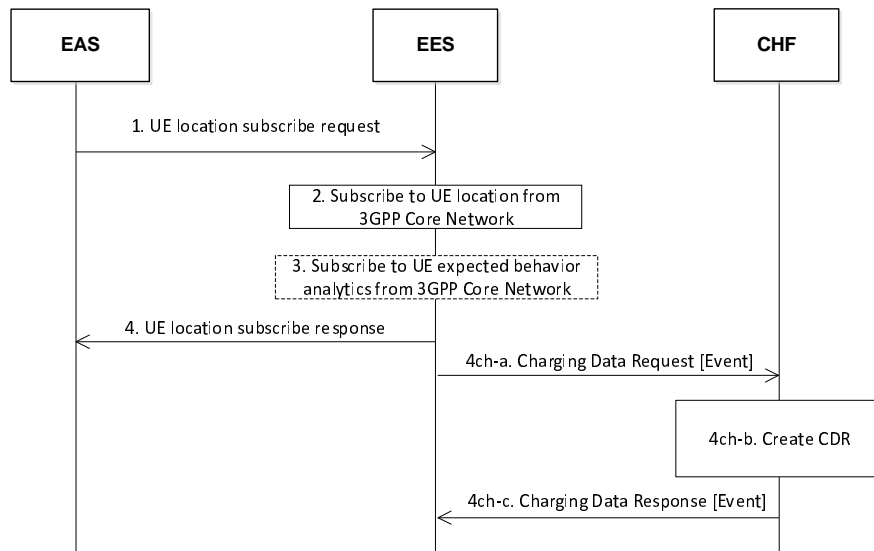 EAS
EES
CHF
1. UE location subscribe request
2. Subscribe to UE location from
3GPP Core Network
3. Subscribe to UE expected behavior
analytics from 3GPP Core Network
4. UE location subscribe response
4ch-a. Charging Data Request [Event]
4ch-b. Create CDR
4ch-c. Charging Data Response [Event]